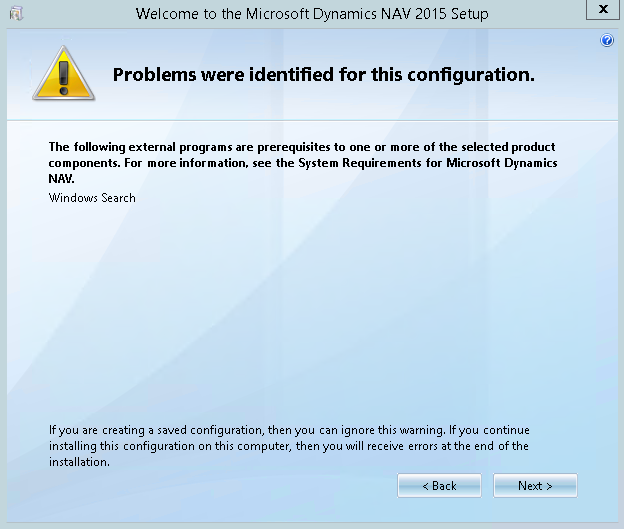 Welcome to the Microsoft Dynamics NAV 2015 Setup
x
?
Problems were identified for this configuration.
The following external programs are prerequisites to one or more of the selected product
components. For more information, see the System Requirements for Microsoft Dynamics
NAV.
Windows Search
If you are creating a saved configuration, then you can ignore this warning. If you continue
installing this configuration on this computer, then you will receive errors at the end of the
installation.
< Back
Next >